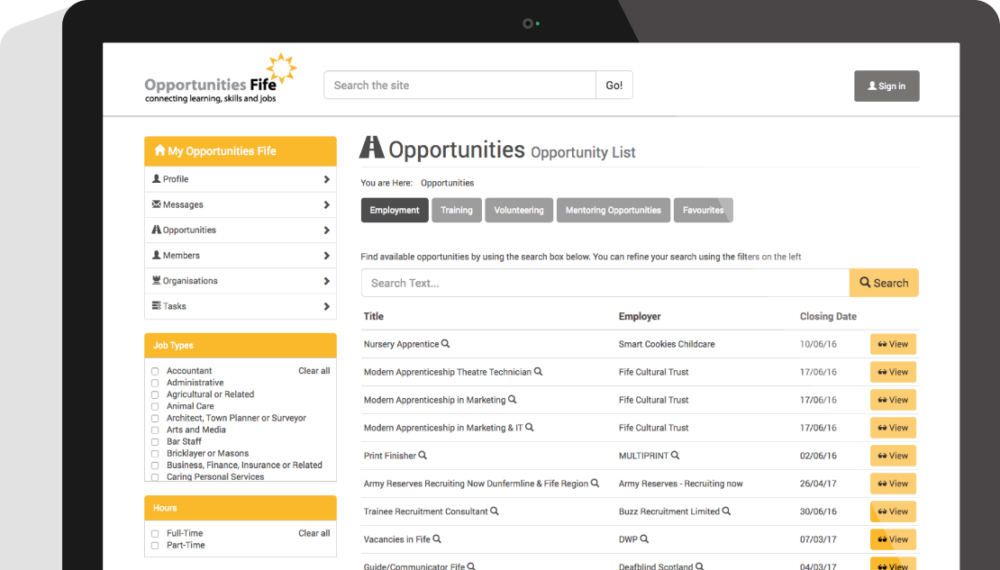 Opportunities Fife
connecting learning, skills and jobs
Search the site
Go!
Sign in
My Opportunities Fife
Profile
Messages
Opportunities
Members
Organisations
Tasks
Job Types
Accountant
Clear all
Administrative
Agricultural or Related
Animal Care
Architect, Town Planner or Surveyor
Arts and Media
Bar Staff
Bricklayer or Masons
Business, Finance, Insurance or Related
Caring Personal Services
Hours
Full-Time
Clear all
Part-Time
Opportunities Opportunity List
You are Here: Opportunities
Employment Training Volunteering Mentoring Opportunities Favourites
Find available opportunities by using the search box below. You can refine your search using the filters on the left
Search Text...
Search
Title Employer Closing Date
Nursery Apprentice Smart Cookies Childcare 10/06/16 View
Modern Apprenticeship Theatre Technician Fife Cultural Trust 17/06/16 View
Modern Apprenticeship in Marketing Fife Cultural Trust 17/06/16 View
Modern Apprenticeship in Marketing & IT Fife Cultural Trust 17/06/16 View
Print Finisher MULTIPRINT 02/06/16 View
Army Reserves Recruiting Now Dunfermline & Fife Region Army Reserves - Recruiting now 26/04/17 View
Trainee Recruitment Consultant Buzz Recruitment Limited 30/06/16 View
Vacancies in Fife DWP 07/03/17 View
Guide/Communicator Fife Deafblind Scotland 04/03/17 View